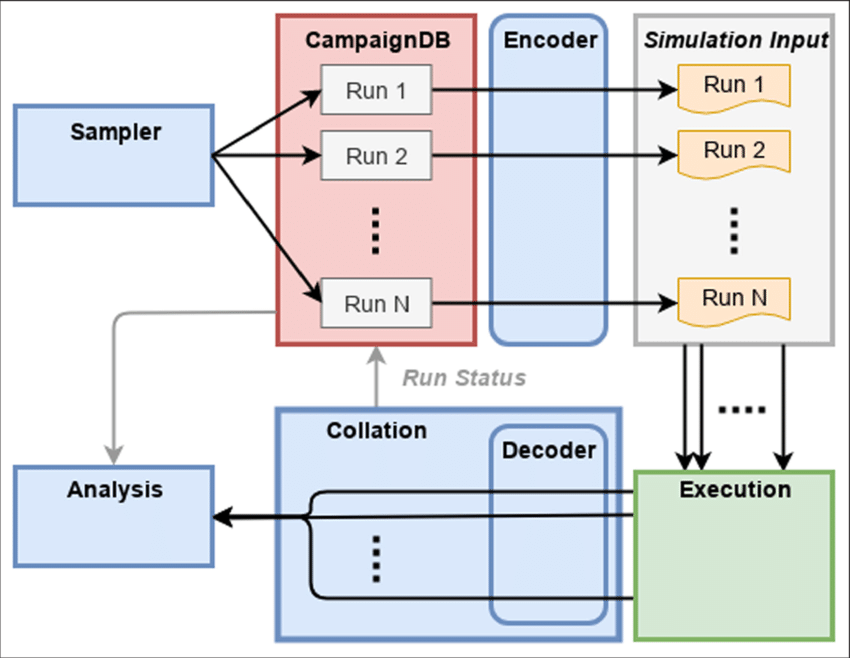 CampaignDB
Encoder
Simulation Input
Run 1
Run 1
Sampler
Run 2
Run 2
Run N
Run N
Run Status
Collation
Decoder
Analysis
Execution